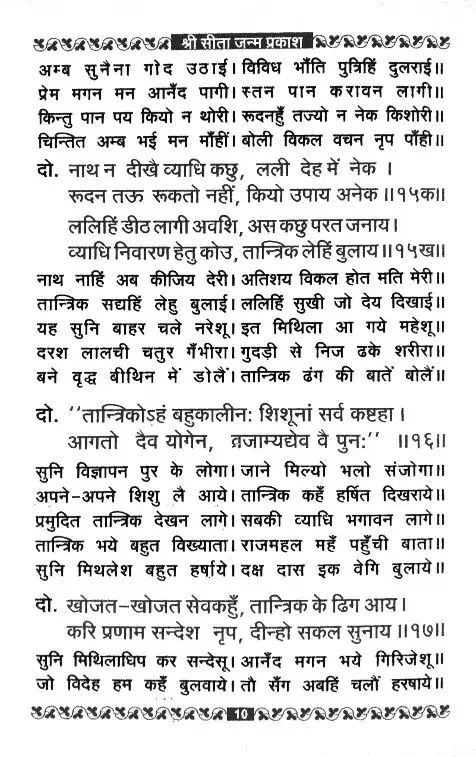 श्री सीता जन्म प्रकाश
अम्ब सुनैना गोद उठाई। विविध भाँति पुत्रिहिं दुलराई॥
प्रेम मगन मन आनँद पागी। स्तन पान करावन लागी॥
किन्तु पान पय कियो न थोरी। रूदनहुँ तज्यो न नेक किशोरी॥
चिन्तित अम्ब भई मन माँहीं। बोली विकल वचन नृप पाँही॥
दो. नाथ न दीखै व्याधि कछु, लली देह में नेक ।
रूदन तऊ रूकतो नहीं, कियो उपाय अनेक ॥१५क॥
ललिहिं डीठ लागी अवशि, अस कछु परत जनाय ।
व्याधि निवारण हेतु कोउ, तान्त्रिक लेहिं बुलाय ॥१५ख॥
नाथ नाहिं अब कीजिय देरी। अतिशय विकल होत मति मेरी॥
तान्त्रिक सद्यहिं लेहु बुलाई। ललिहिं सुखी जो देय दिखाई॥
यह सुनि बाहर चले नरेशू। इत मिथिला आ गये महेशू॥
दरश लालची चतुर गँभीरा। गुदड़ी से निज ढके शरीरा॥
बने वृद्ध बीथिन में डोलैं। तान्त्रिक ढंग की बातें बोलैं॥
दो. "तान्त्रिकोऽहं बहुकालीनः शिशूनां सर्व कष्टहा ।
आगतो दैव योगेन, व्रजाम्यद्येव वै पुनः" ॥१६॥
सुनि विज्ञापन पुर के लोगा। जाने मिल्यो भलो संजोगा॥
अपने-अपने शिशु लै आये। तान्त्रिक कहँ हर्षित दिखराये॥
प्रमुदित तान्त्रिक देखन लागे। सबकी व्याधि भगावन लागे॥
तान्त्रिक भये बहुत विख्याता। राजमहल महँ पहुँची बाता॥
सुनि मिथलेश बहुत हर्षाये। दक्ष दास इक वेगि बुलाये॥
दो. खोजत-खोजत सेवकहुँ, तान्त्रिक के ढिग आय ।
करि प्रणाम सन्देश नृप, दीन्हो सकल सुनाय ॥१७॥
सुनि मिथिलाधिप कर सन्देसू। आनँद मगन भये गिरिजेशू॥
जो विदेह हम कहँ बुलवाये। तौ सँग अबहिं चलौं हरषाये॥
10